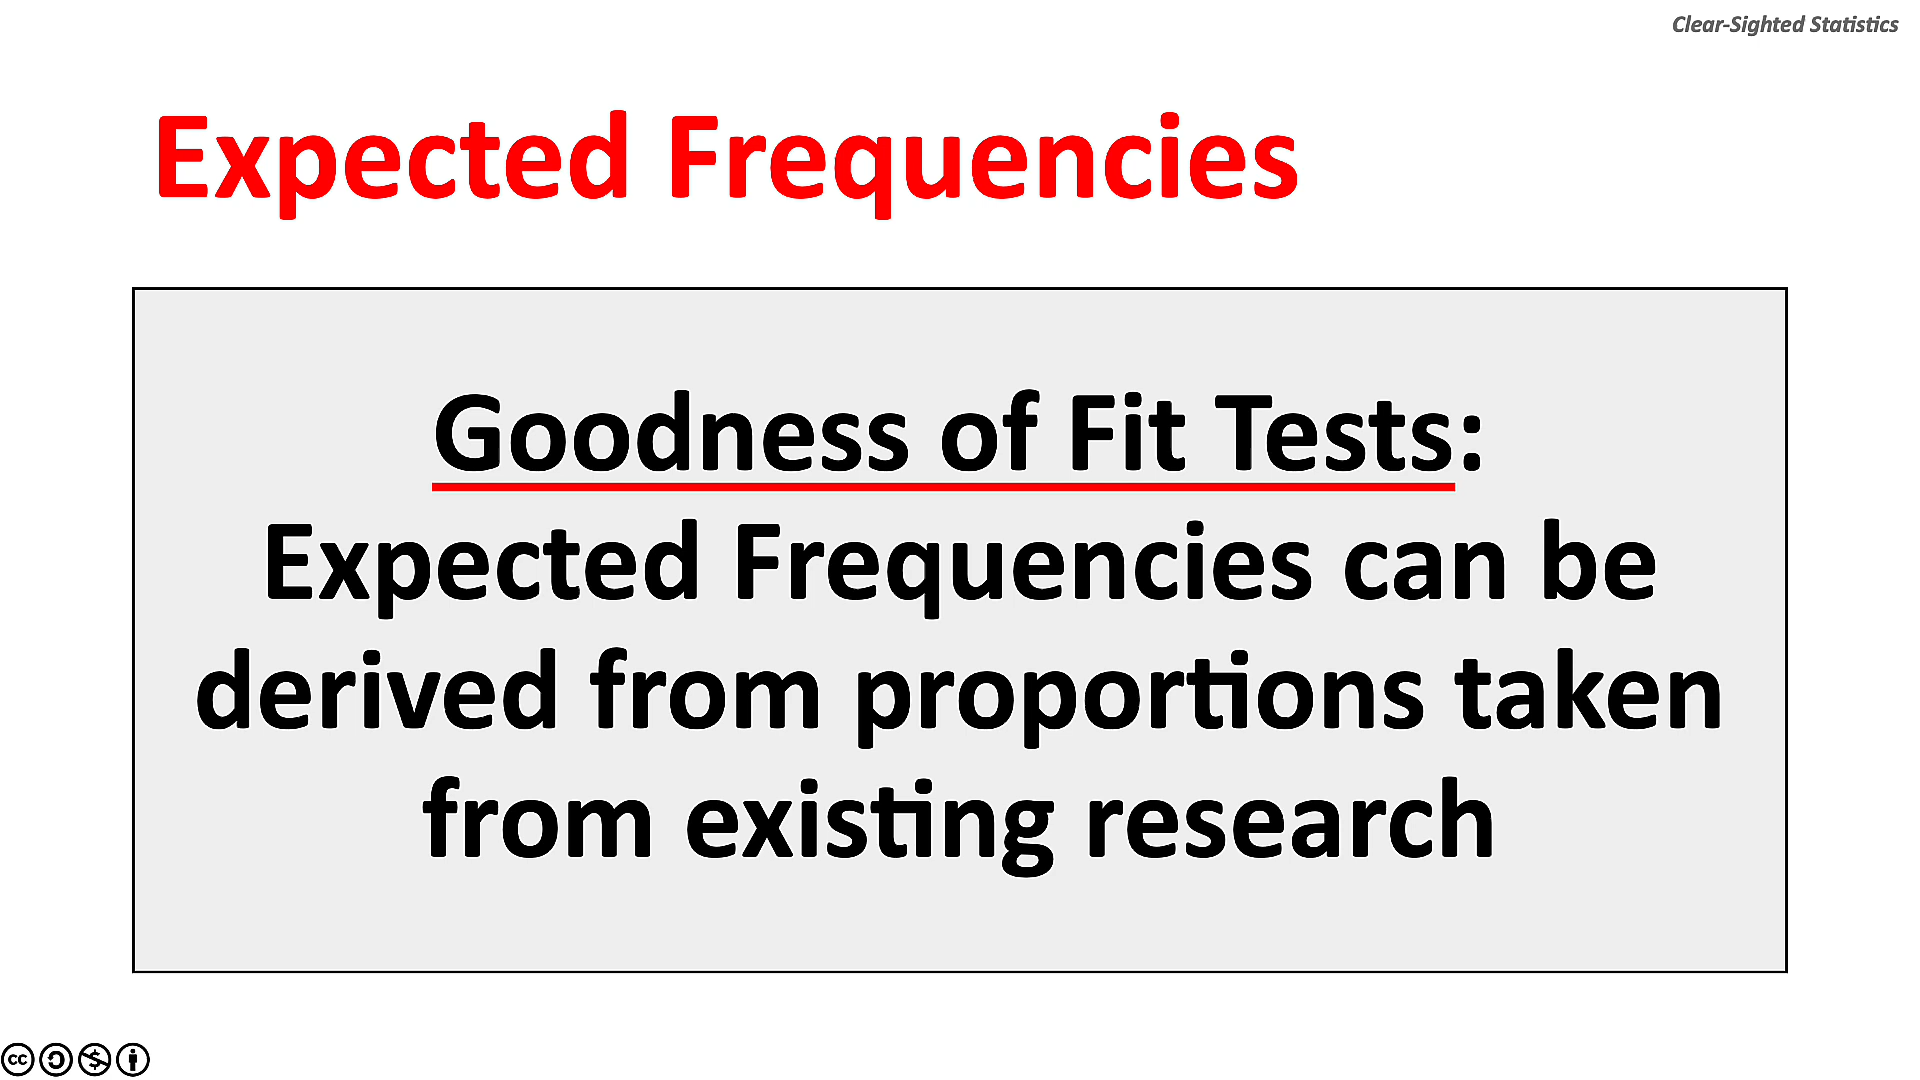 Clear-Sighted Statistics
Expected Frequencies
Goodness of Fit Tests:
Expected Frequencies can be
derived from proportions taken
from existing research
cc